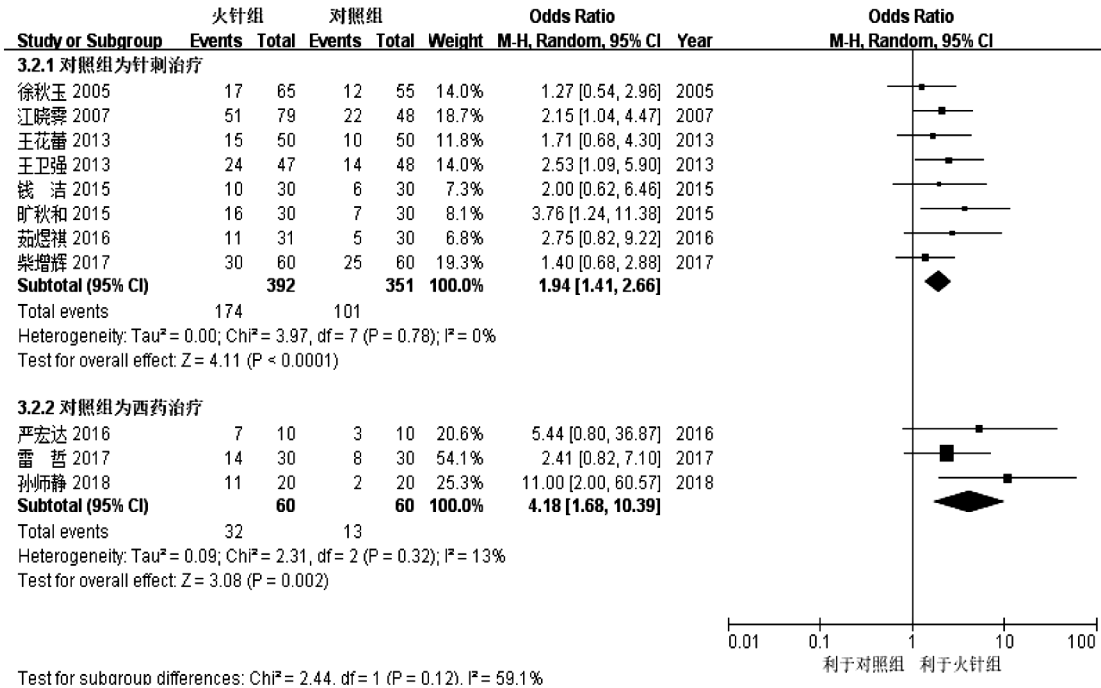 火针组 对照组 Odds Ratio Odds Ratio
Study or Subgroup Events Total Events Total Weight M-H, Random, 95% CI Year M-H, Random, 95% CI
3.2.1 对照组为针刺治疗
徐秋玉 2005 17 65 12 55 14.0% 1.27 [0.54, 2.96] 2005
江晓霁 2007 51 79 22 48 18.7% 2.15 [1.04, 4.47] 2007
王花蕾 2013 15 50 10 50 11.8% 1.71 [0.68, 4.30] 2013
王卫强 2013 24 47 14 48 14.0% 2.53 [1.09, 5.90] 2013
钱 洁 2015 10 30 6 30 7.3% 2.00 [0.62, 6.46] 2015
旷秋和 2015 16 30 7 30 8.1% 3.76 [1.24, 11.38] 2015
茹煜祺 2016 11 31 5 30 6.8% 2.75 [0.82, 9.22] 2016
柴增辉 2017 30 60 25 60 19.3% 1.40 [0.68, 2.88] 2017
Subtotal (95% CI) 392 351 100.0% 1.94 [1.41, 2.66]
Total events 174 101
Heterogeneity: Tau² = 0.00; Chi² = 3.97, df = 7 (P = 0.78); I² = 0%
Test for overall effect: Z = 4.11 (P < 0.0001)
3.2.2 对照组为西药治疗
严宏达 2016 7 10 3 10 20.6% 5.44 [0.80, 36.87] 2016
雷 哲 2017 14 30 8 30 54.1% 2.41 [0.82, 7.10] 2017
孙师静 2018 11 20 2 20 25.3% 11.00 [2.00, 60.57] 2018
Subtotal (95% CI) 60 60 100.0% 4.18 [1.68, 10.39]
Total events 32 13
Heterogeneity: Tau² = 0.09; Chi² = 2.31, df = 2 (P = 0.32); I² = 13%
Test for overall effect: Z = 3.08 (P = 0.002)
0.01 0.1 1 10 100
利于对照组 利于火针组
Test for subgroup differences: Chi² = 2.44, df = 1 (P = 0.12), I² = 59.1%